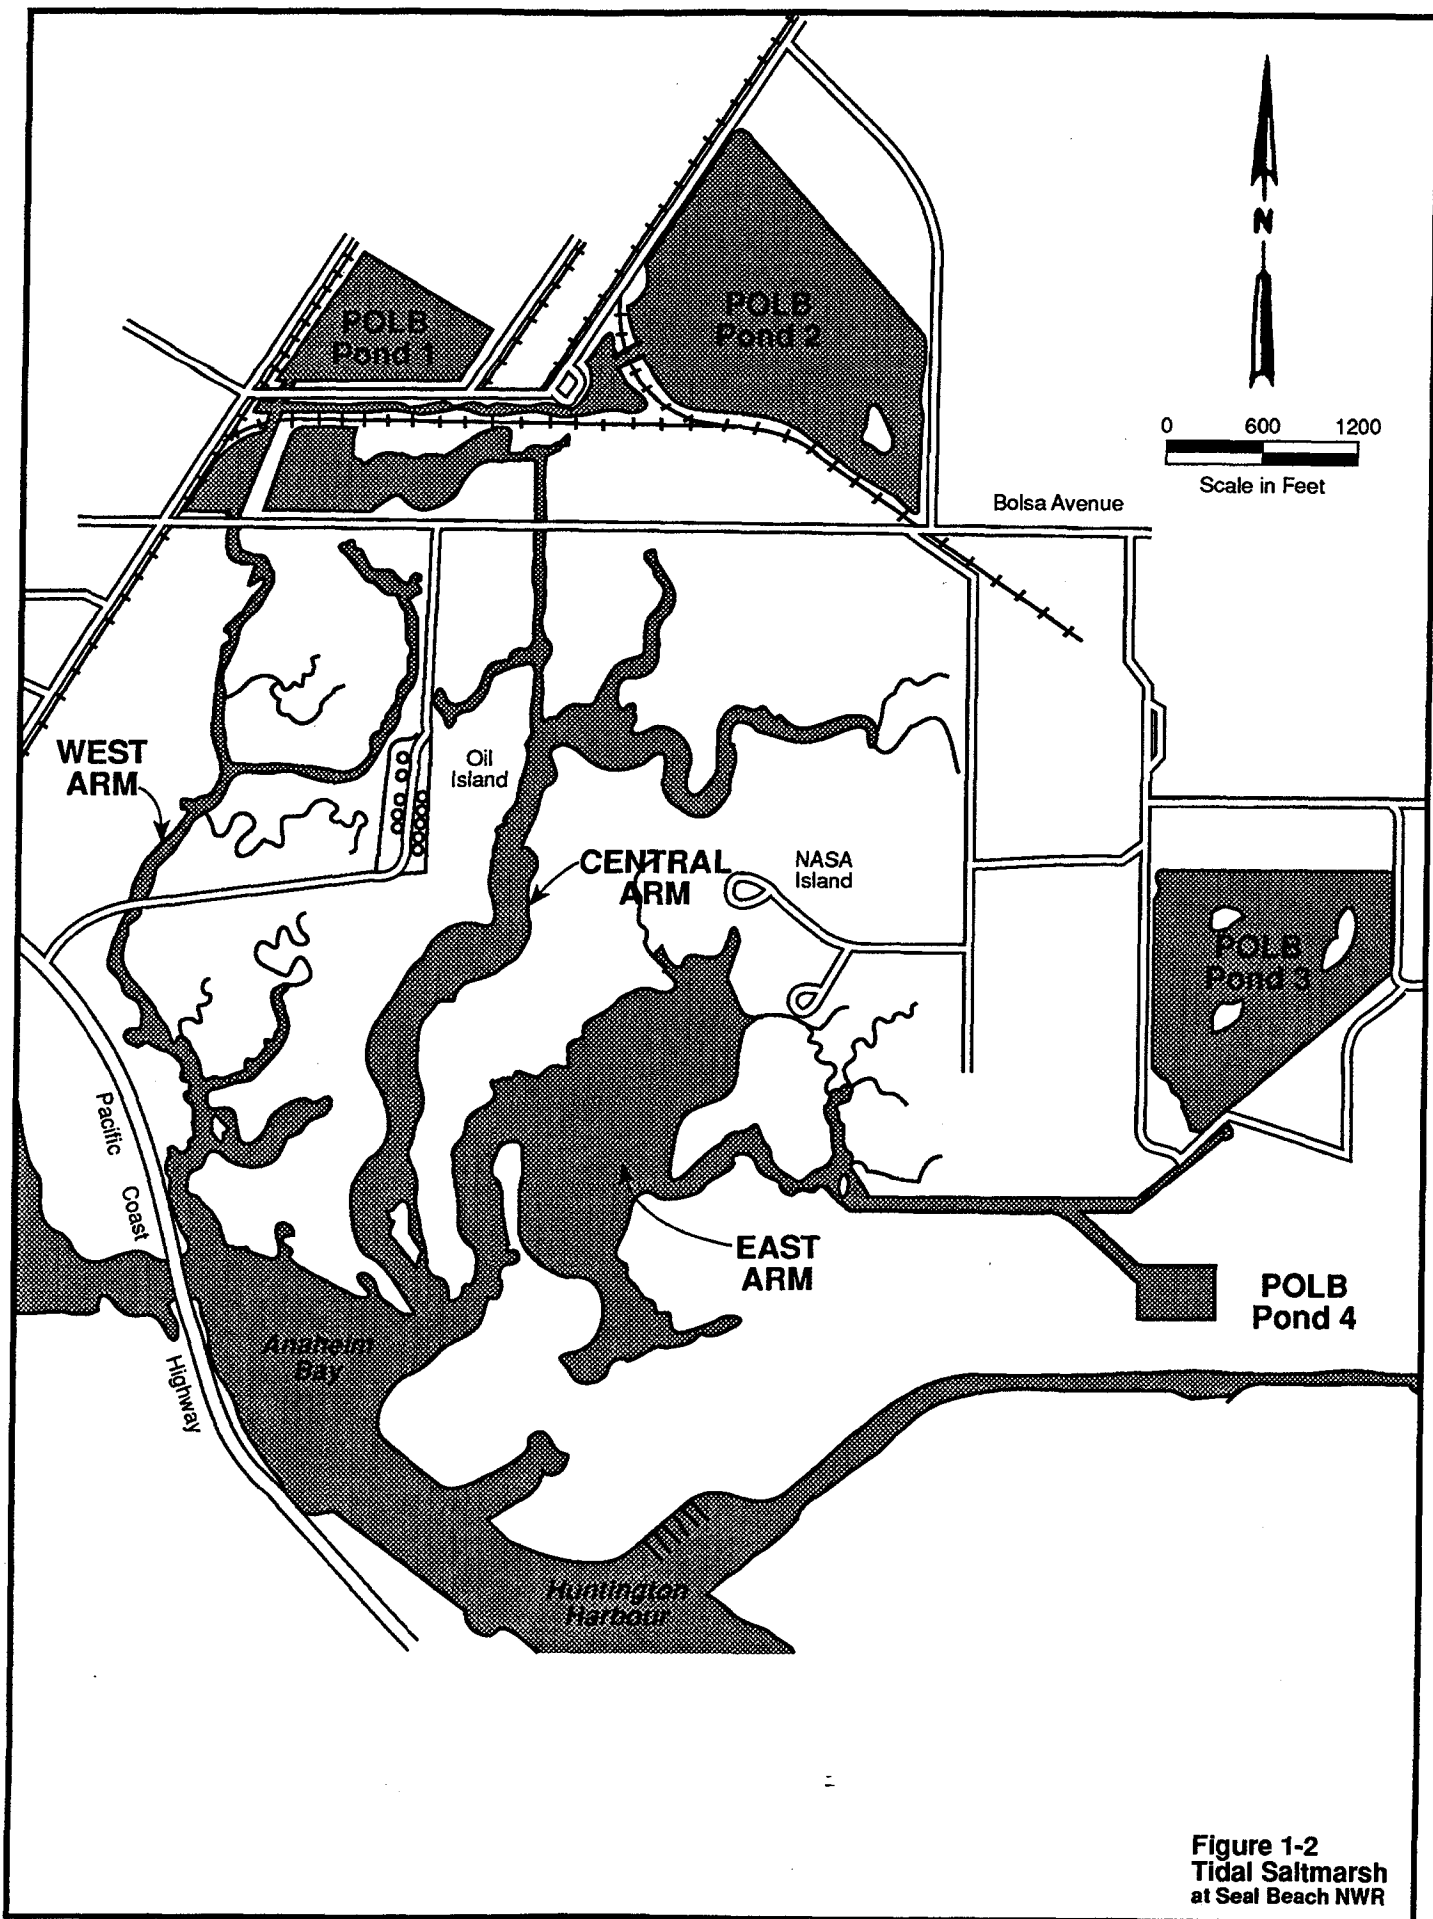 POLB
Pond 1
POLB
Pond 2
N
0 600 1200
Scale in Feet
Bolsa Avenue
WEST
ARM
Oil
Island
CENTRAL
ARM
NASA
Island
POLB
Pond 3
Pacific
Coast
Highway
EAST
ARM
POLB
Pond 4
Anaheim
Bay
Huntington
Harbour
Figure 1-2
Tidal Saltmarsh
at Seal Beach NWR